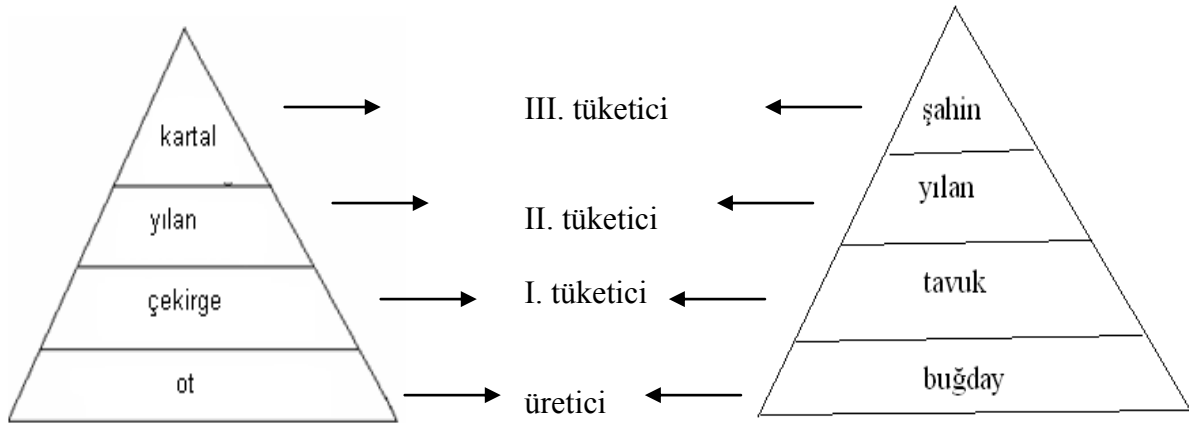 kartal
yılan
çekirge
ot
III. tüketici
II. tüketici
I. tüketici
üretici
şahin
yılan
tavuk
buğday